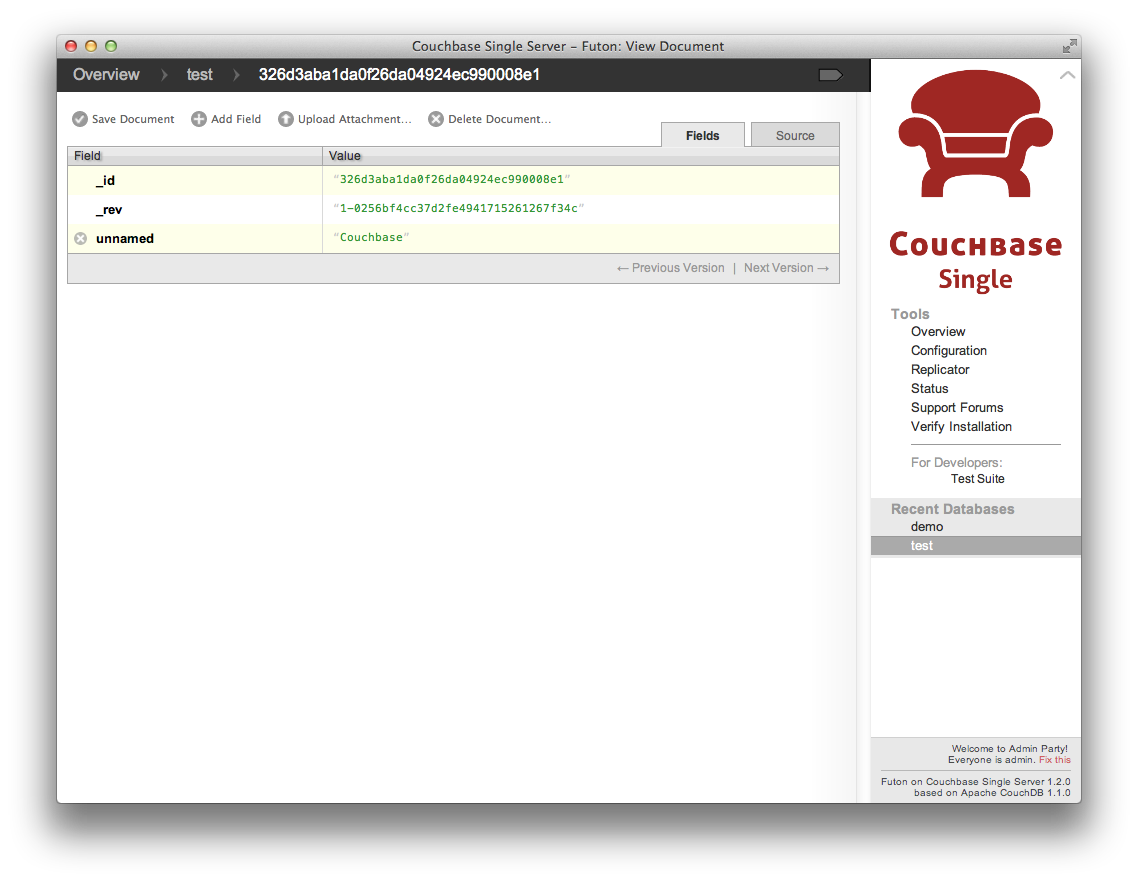 Couchbase Single Server – Futon: View Document
Overview test 326d3aba1da0f26da04924ec990008e1
Save Document Add Field Upload Attachment… Delete Document…
Fields Source
Field Value
_id "326d3aba1da0f26da04924ec990008e1"
_rev "1-0256bf4cc37d2fe4941715261267f34c"
unnamed "Couchbase"
← Previous Version | Next Version →
Couchbase
Single
Tools
Overview
Configuration
Replicator
Status
Support Forums
Verify Installation
For Developers:
Test Suite
Recent Databases
demo
test
Welcome to Admin Party!
Everyone is admin. Fix this
Futon on Couchbase Single Server 1.2.0
based on Apache CouchDB 1.1.0